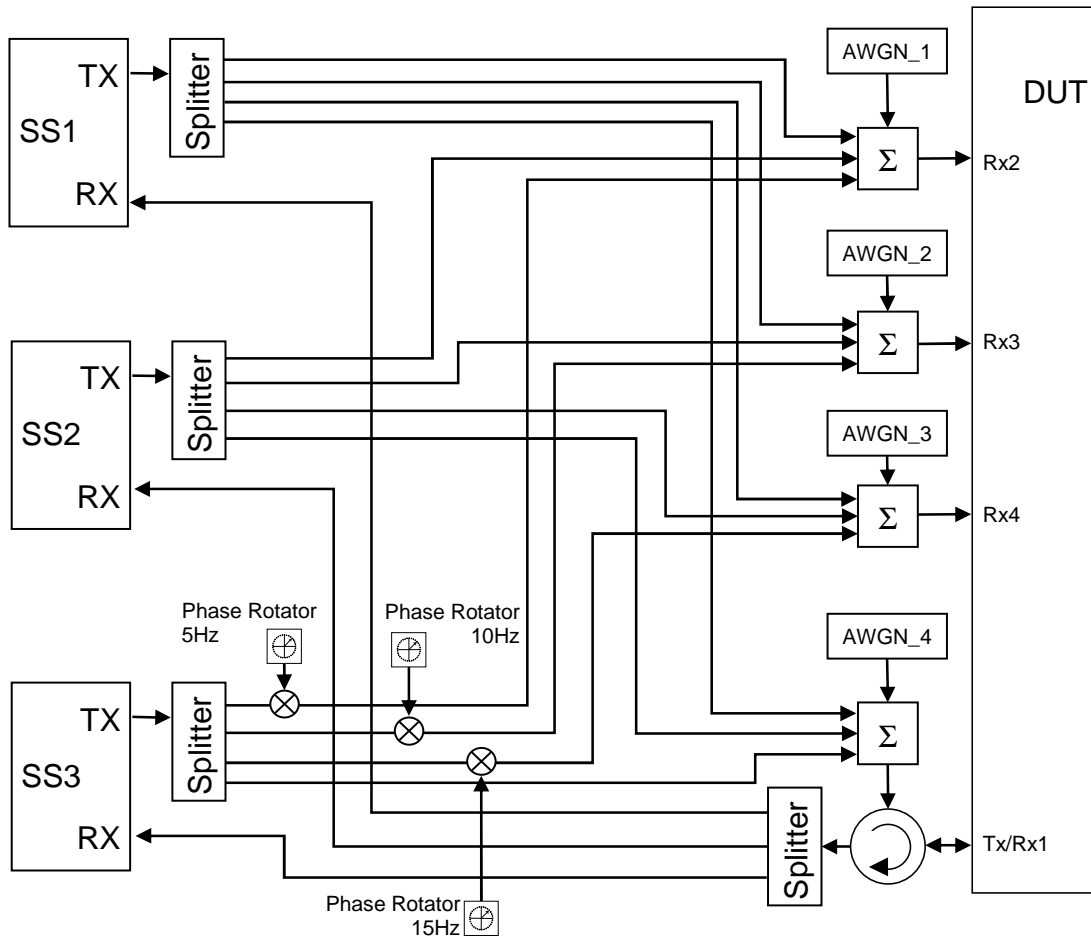 TX
SS1
RX
Splitter
AWGN_1
DUT
Σ
Rx2
AWGN_2
Σ
Rx3
TX
SS2
RX
Splitter
AWGN_3
Σ
Rx4
Phase Rotator
5Hz
Phase Rotator
10Hz
AWGN_4
TX
SS3
RX
Splitter
Σ
Splitter
Tx/Rx1
Phase Rotator
15Hz